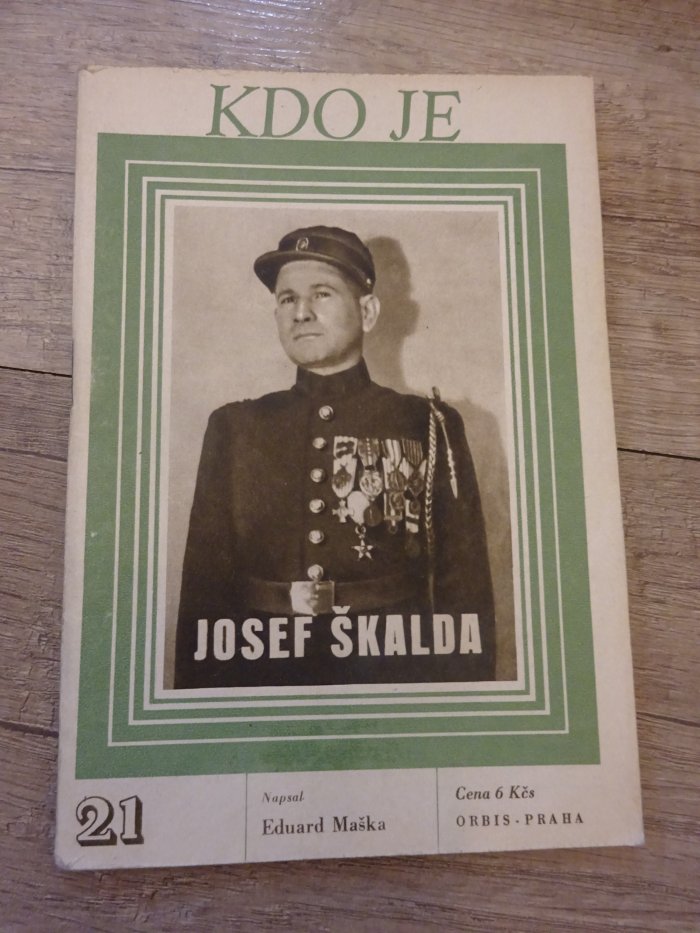 KDO JE
JOSEF ŠKALDA
21
Napsal
Eduard Maška
Cena 6 Kčs
ORBIS - PRAHA